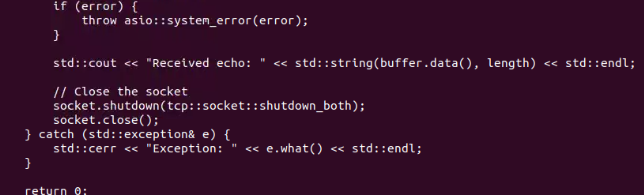 if (error) {
            throw asio::system_error(error);
        }

        std::cout << "Received echo: " << std::string(buffer.data(), length) << std::endl;

        // Close the socket
        socket.shutdown(tcp::socket::shutdown_both);
        socket.close();
    } catch (std::exception& e) {
        std::cerr << "Exception: " << e.what() << std::endl;
    }

    return 0;